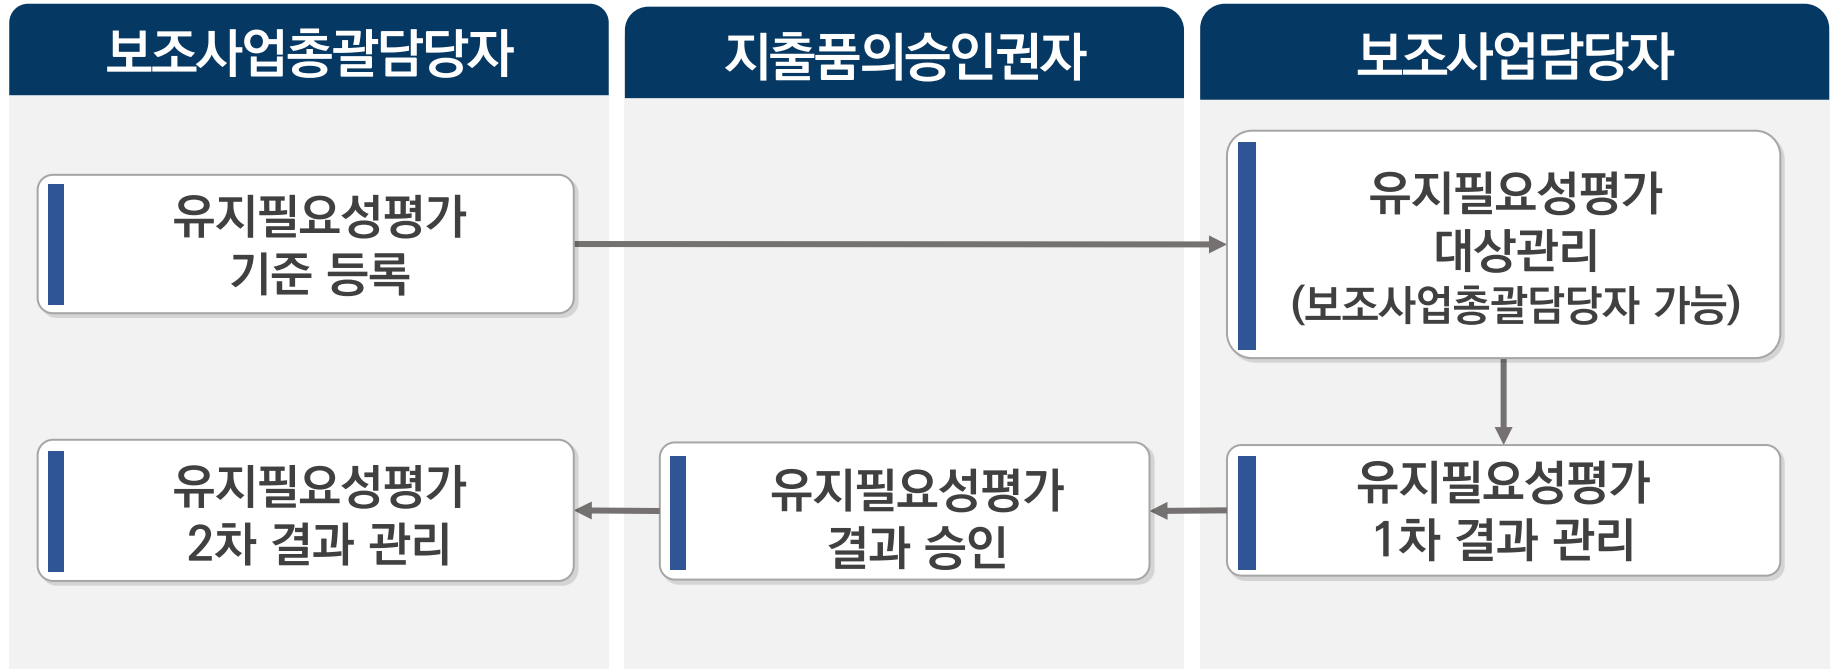 보조사업총괄담당자
지출품의승인권자
보조사업담당자
유지필요성평가
기준 등록
유지필요성평가
대상관리
(보조사업총괄담당자 가능)
유지필요성평가
2차 결과 관리
유지필요성평가
결과 승인
유지필요성평가
1차 결과 관리